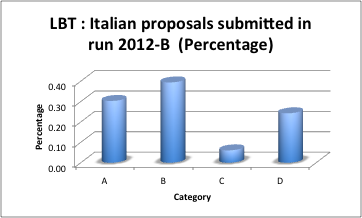 LBT : Italian proposals submitted in
run 2012-B (Percentage)
0.40
0.30
0.20
0.10
0.00
Percentage
A B C D
Category